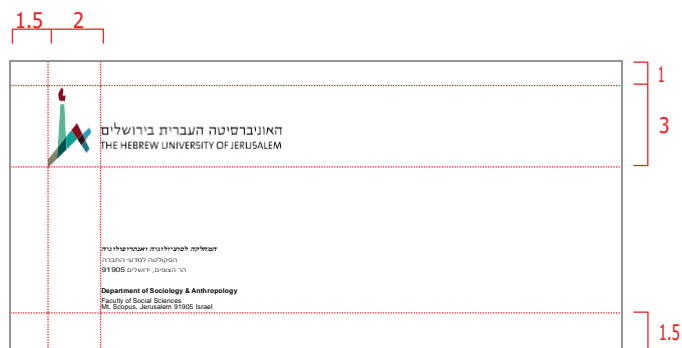 1.5 2
1
3
האוניברסיטה העברית בירושלים
THE HEBREW UNIVERSITY OF JERUSALEM
המחלקה לסוציולוגיה ואנתרופולוגיה
הפקולטה למדעי החברה
הר הצופים, ירושלים 91905
Department of Sociology & Anthropology
Faculty of Social Sciences
Mt. Scopus, Jerusalem 91905 Israel
1.5